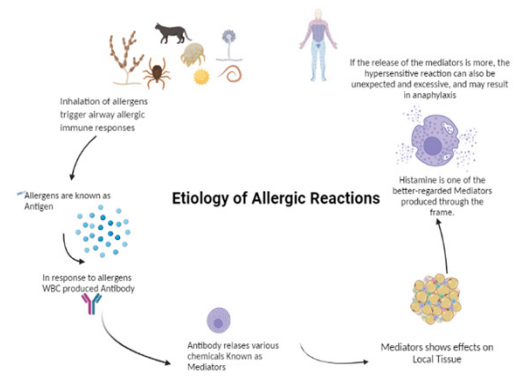 If the release of the mediators is more, the
hypersensitive reaction can also be
unexpected and excessive, and may result
in anaphylaxis
Inhalation of allergens
trigger airway allergic
immune responses
Histamine is one of the
better-regarded Mediators
produced through the
frame.
Etiology of Allergic Reactions
Allergens are known as
Antigen
In response to allergens
WBC produced Antibody
Antibody relases various
chemicals Known as
Mediators
Mediators shows effects on
Local Tissue